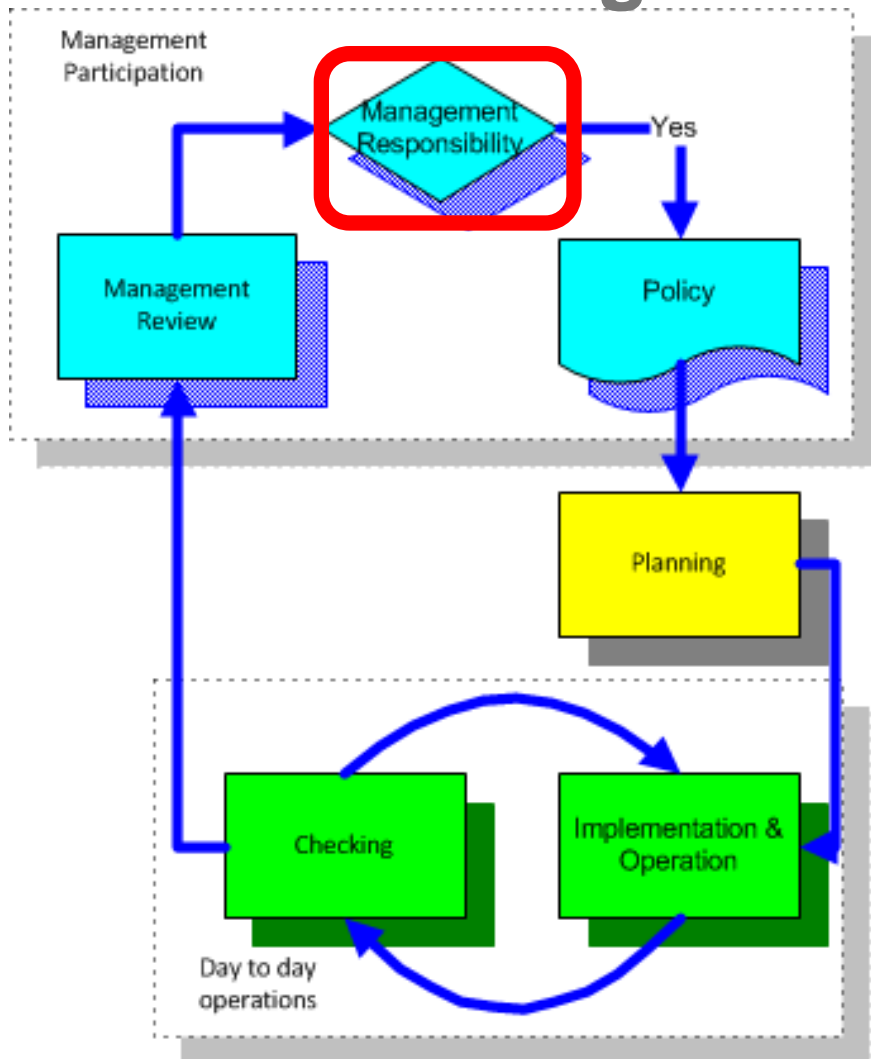 Management
Participation
Management
Responsibility
Yes
Management
Review
Policy
Planning
Checking
Implementation &
Operation
Day to day
operations